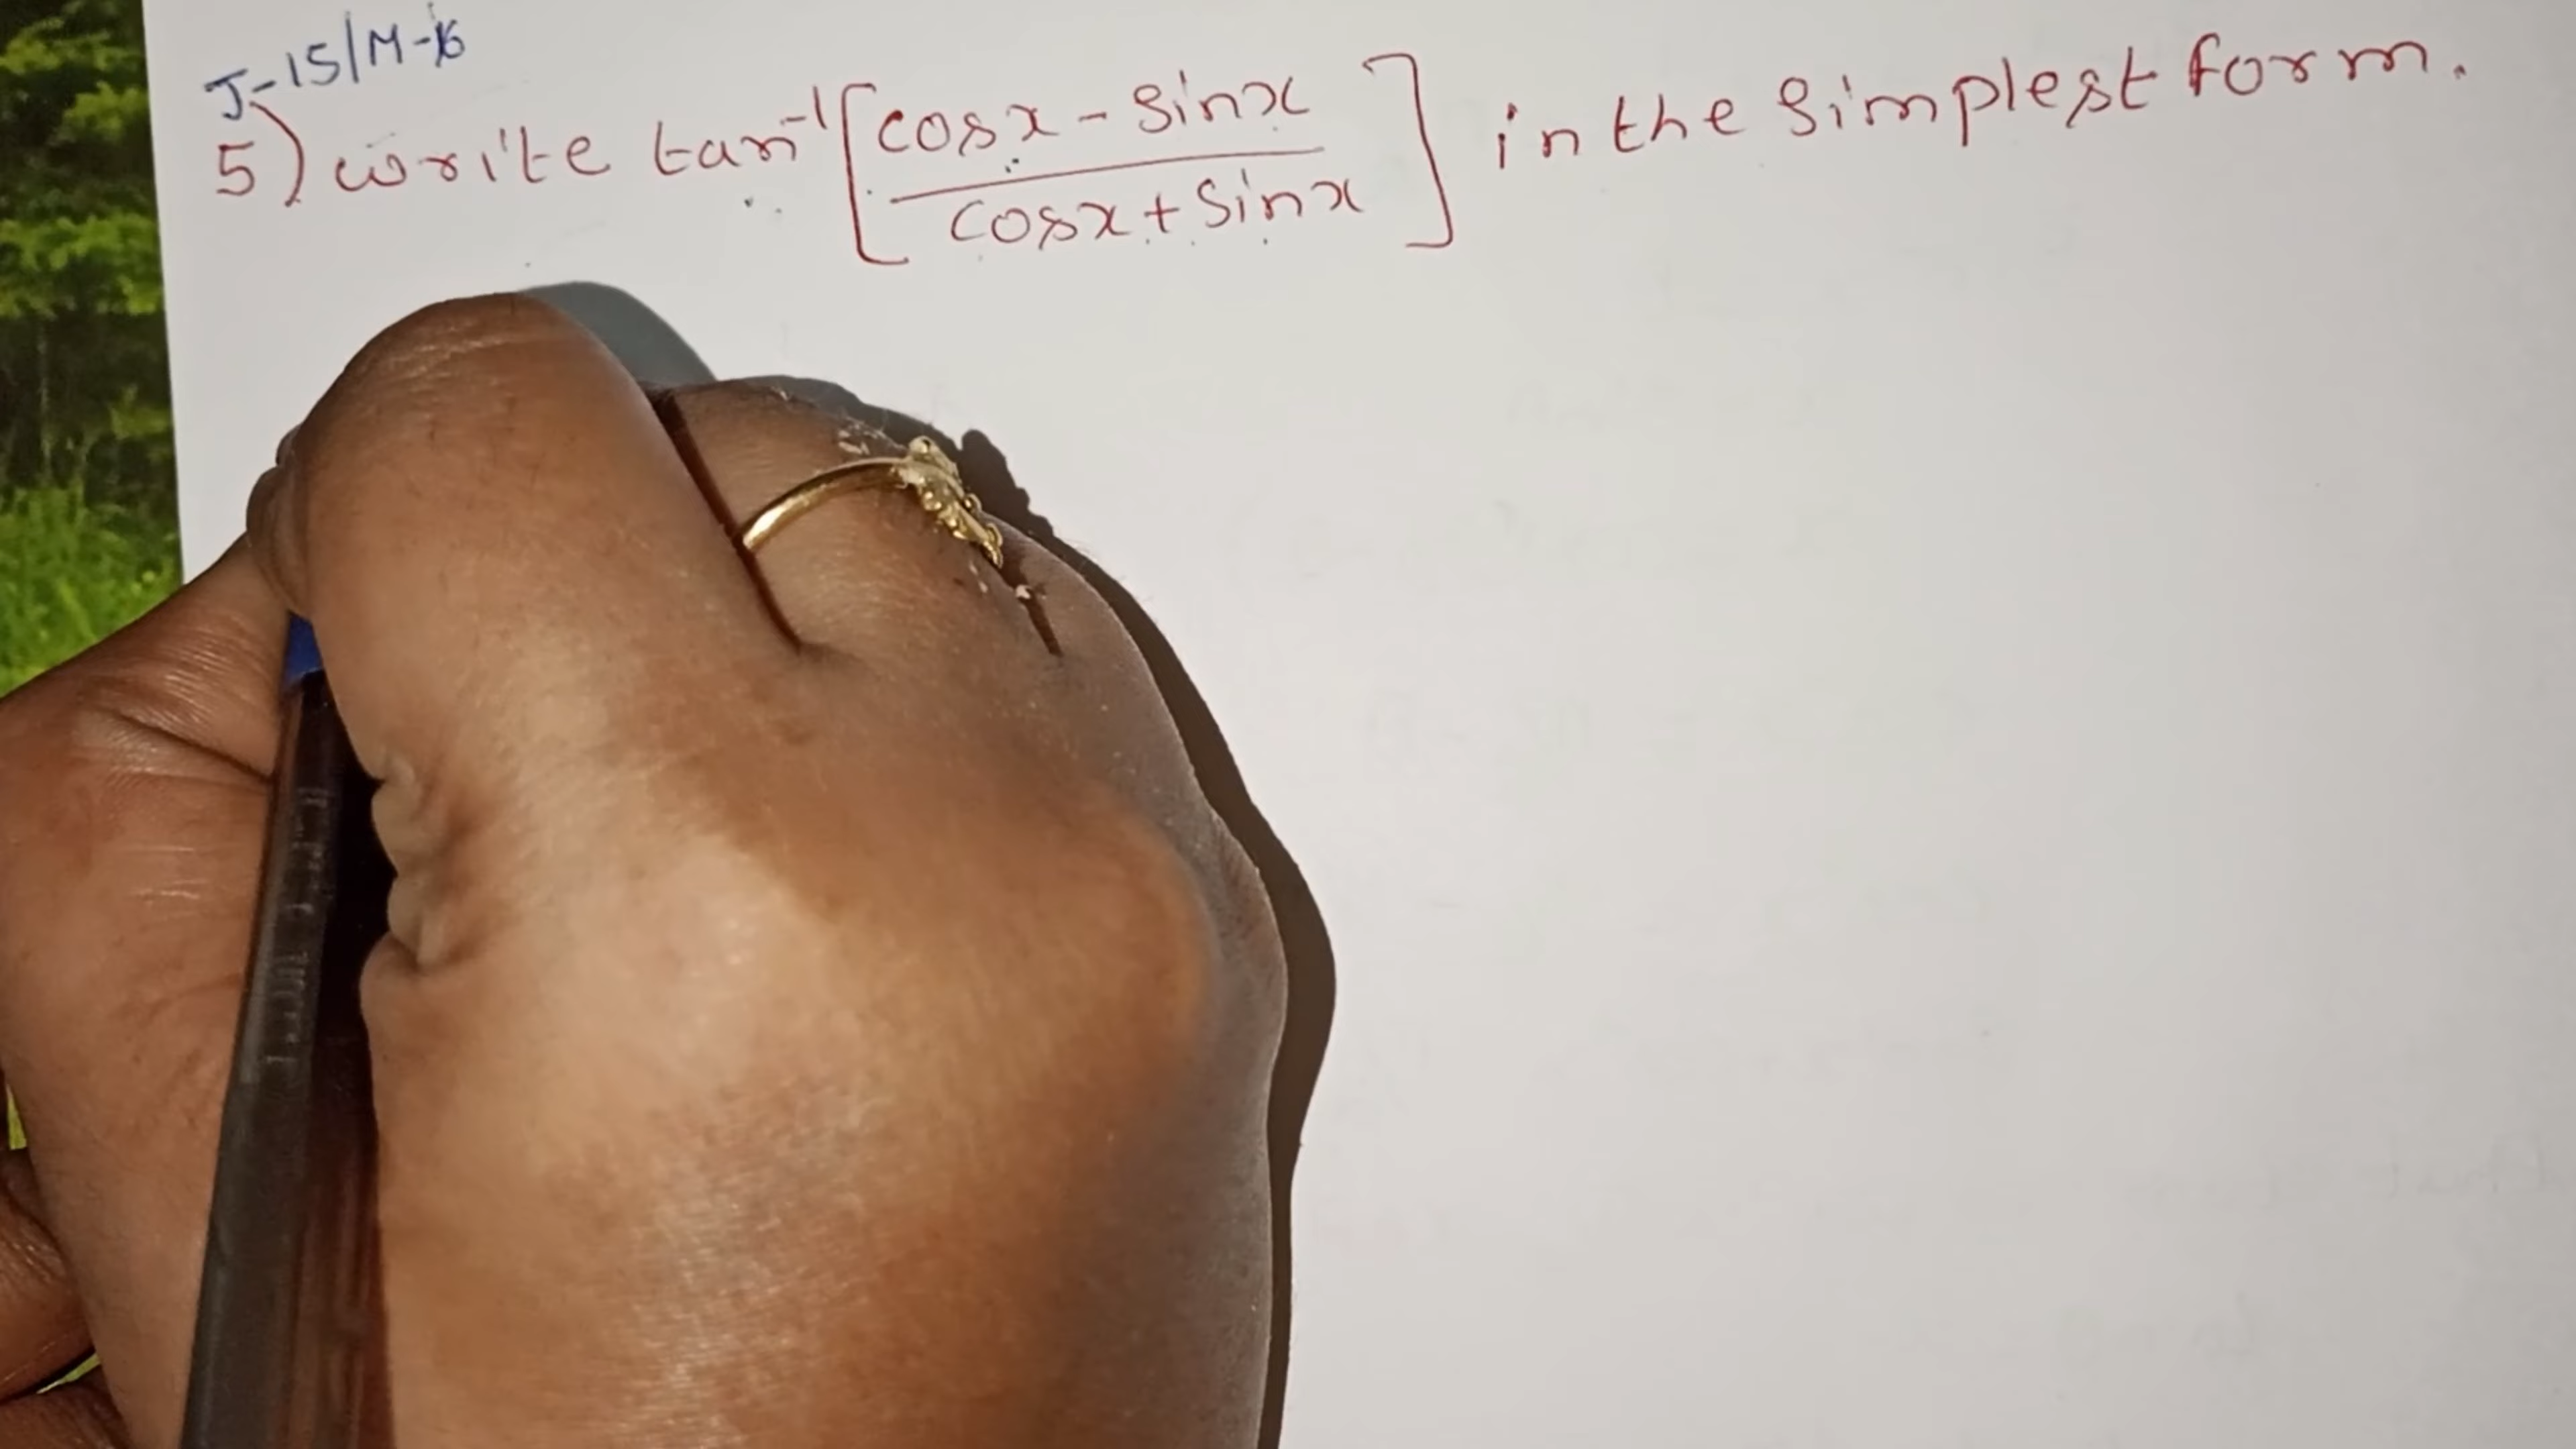 J-15/M-16
5) write tan⁻¹[cosx - sinx / cosx + sinx] in the simplest form.